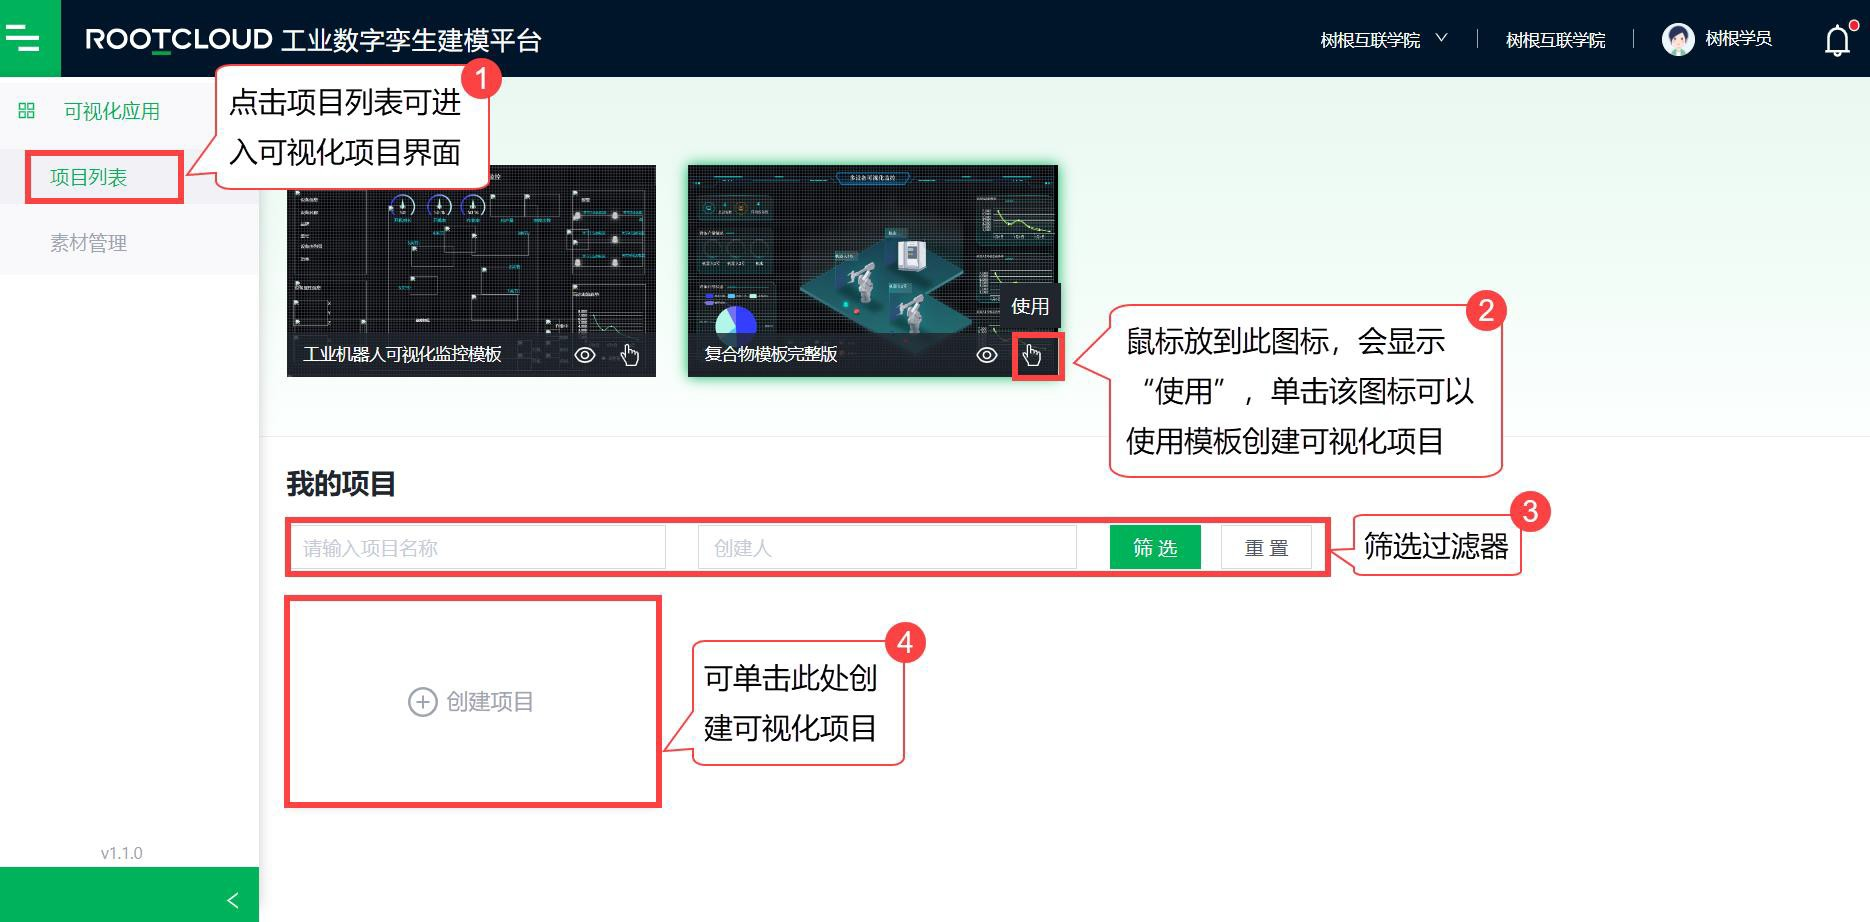 ROOTCLOUD 工业数字孪生建模平台
树根互联学院
树根互联学院
树根学员
可视化应用
项目列表
素材管理
1
点击项目列表可进
入可视化项目界面
多设备可视化监控
工业机器人可视化监控模板
复合物模板完整版
使用
2
鼠标放到此图标，会显示
“使用”，单击该图标可以
使用模板创建可视化项目
我的项目
请输入项目名称
创建人
筛 选
重 置
3
筛选过滤器
创建项目
4
可单击此处创
建可视化项目
v1.1.0